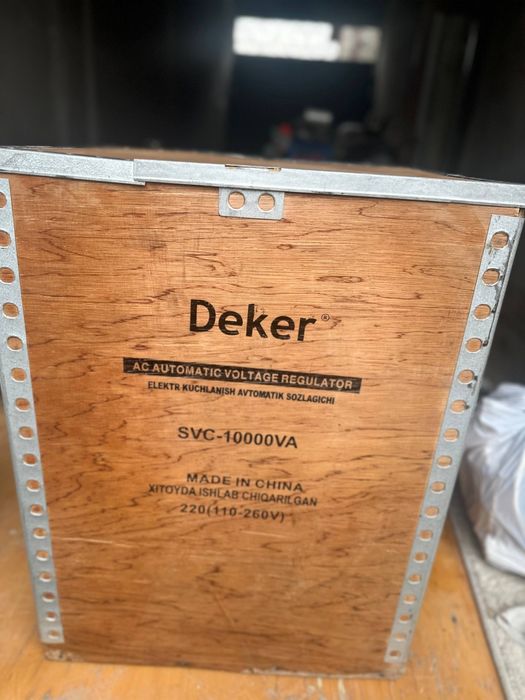 Deker®
AC AUTOMATIC VOLTAGE REGULATOR
ELEKTR KUCHLANISH AVTOMATIK SOZLAGICHI
SVC-10000VA
MADE IN CHINA
XITOYDA ISHLAB CHIQARILGAN
220(110-260V)